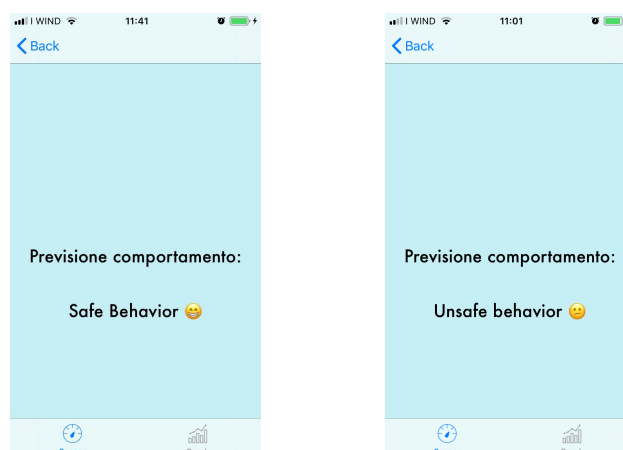 I WIND 11:41
Back
Previsione comportamento:
Safe Behavior 😁
I WIND 11:01
Back
Previsione comportamento:
Unsafe behavior 😕